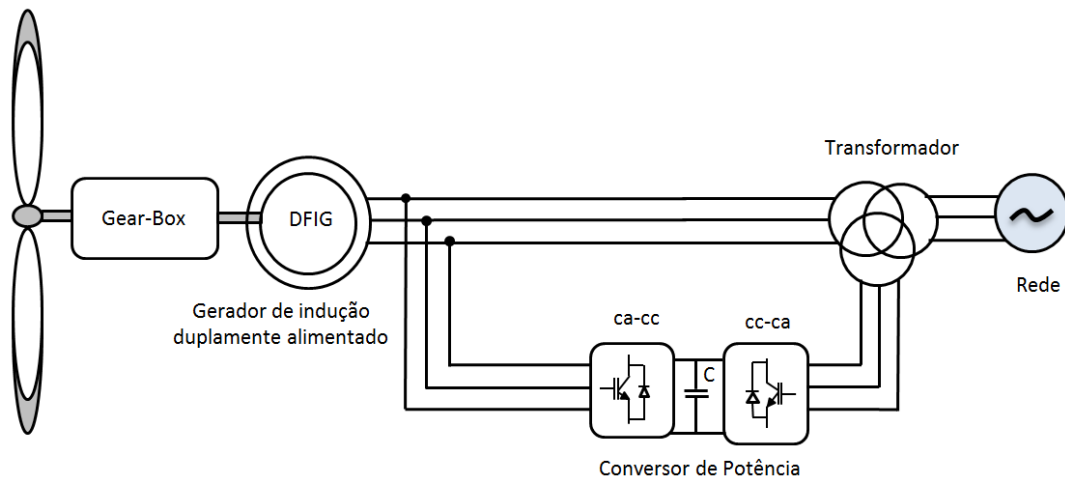 Transformador
Gear-Box
DFIG
Rede
Gerador de indução
duplamente alimentado
ca-cc
cc-ca
C
Conversor de Potência